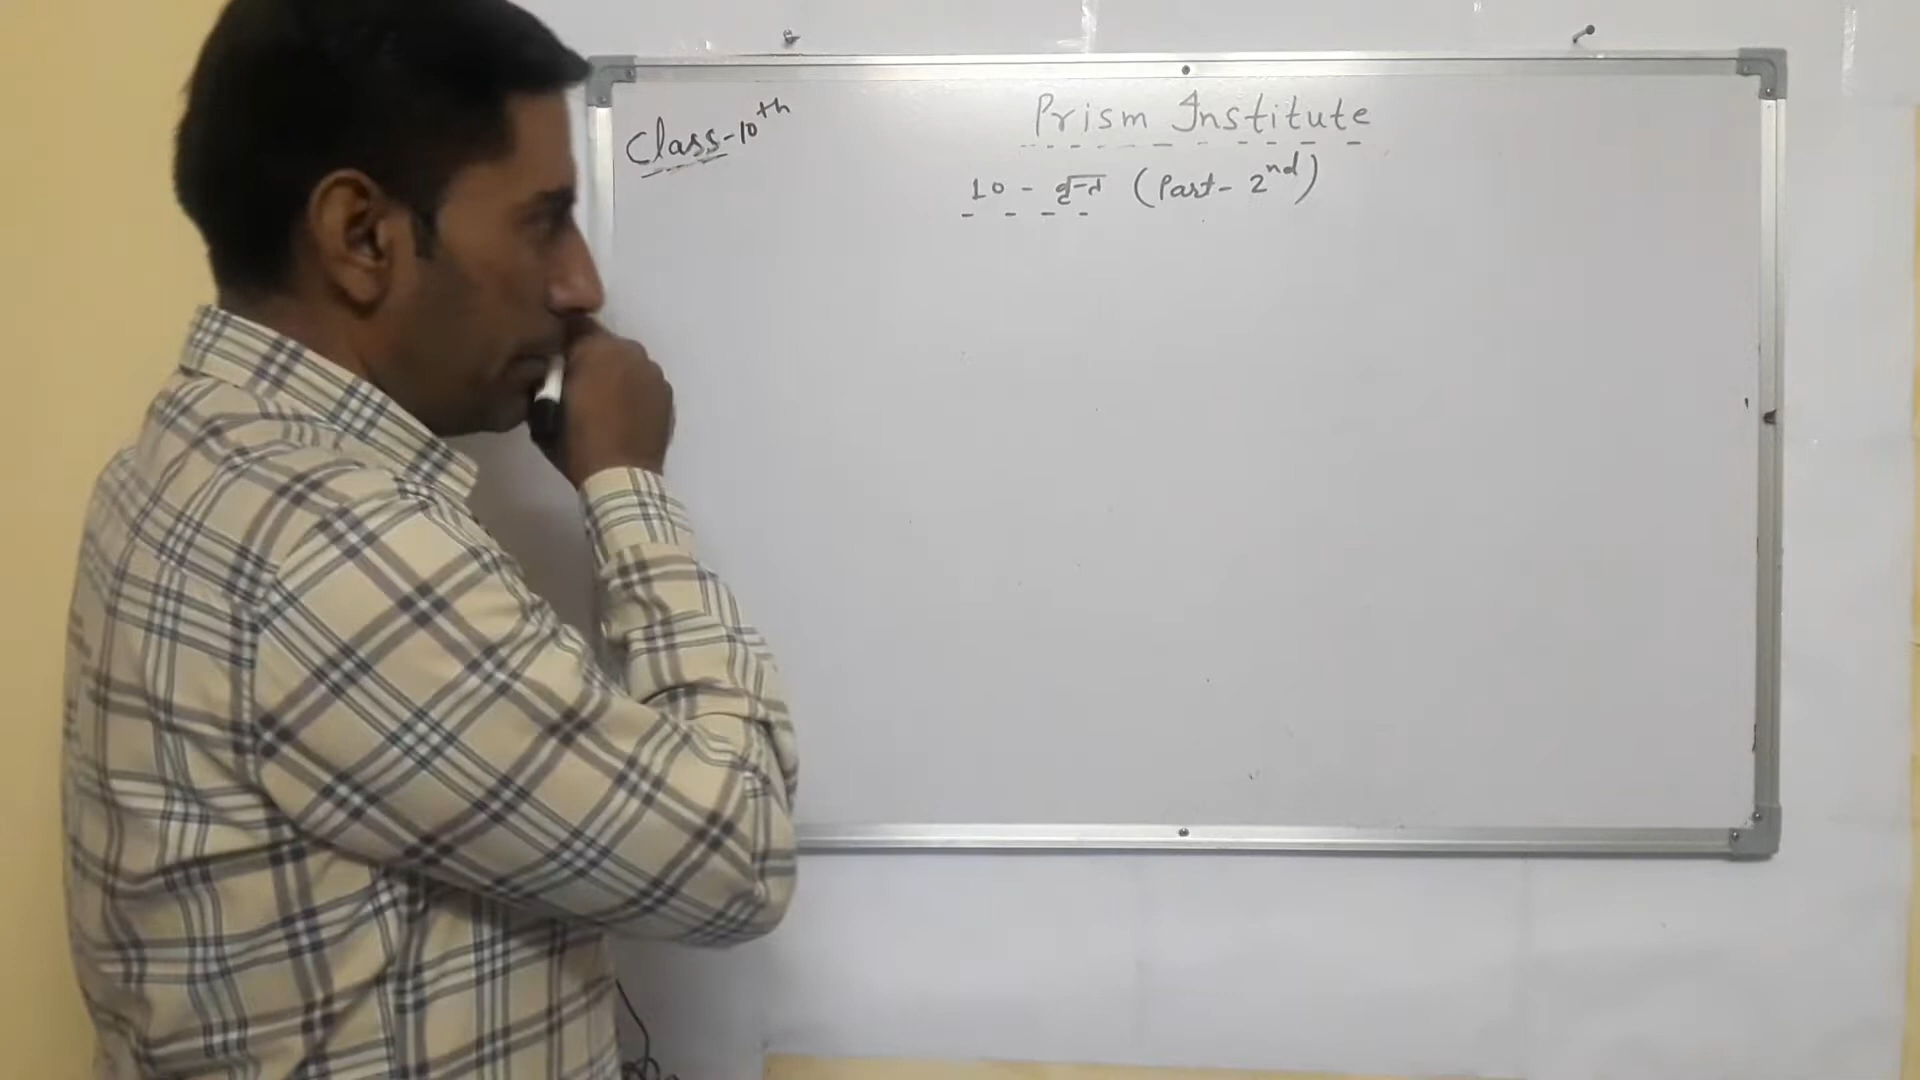 Class-10th
Prism Institute
10 - वृत्त (Part- 2nd)